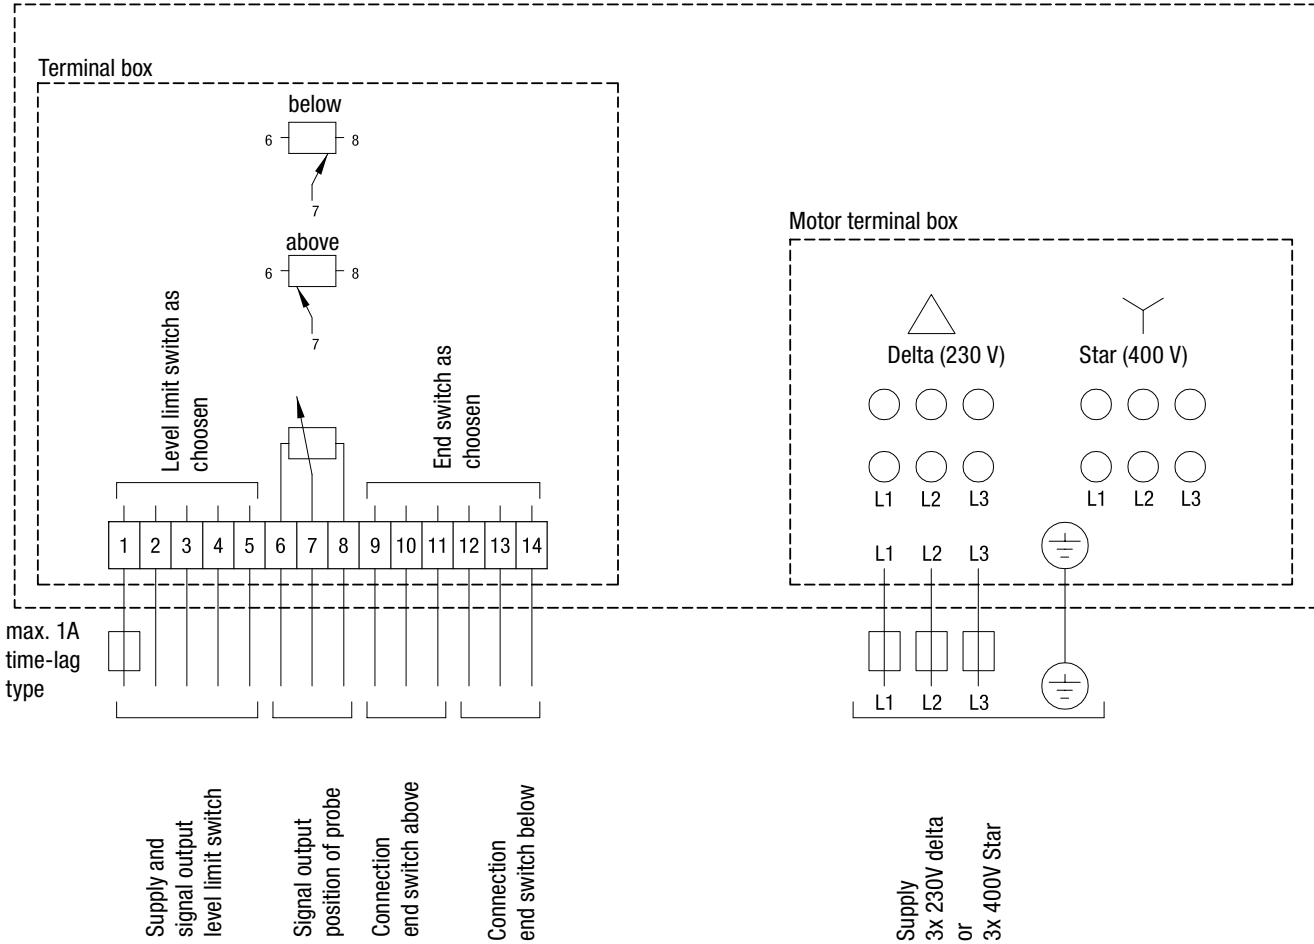 Terminal box
below
6 8
7
above
6 8
7
Level limit switch as
choosen
End switch as
choosen
1 2 3 4 5 6 7 8 9 10 11 12 13 14
max. 1A
time-lag
type
Supply and
signal output
level limit switch
Signal output
position of probe
Connection
end switch above
Connection
end switch below
Motor terminal box
Delta (230 V)
Star (400 V)
L1 L2 L3
L1 L2 L3
L1 L2 L3
L1 L2 L3
Supply
3x 230V delta
or
3x 400V Star